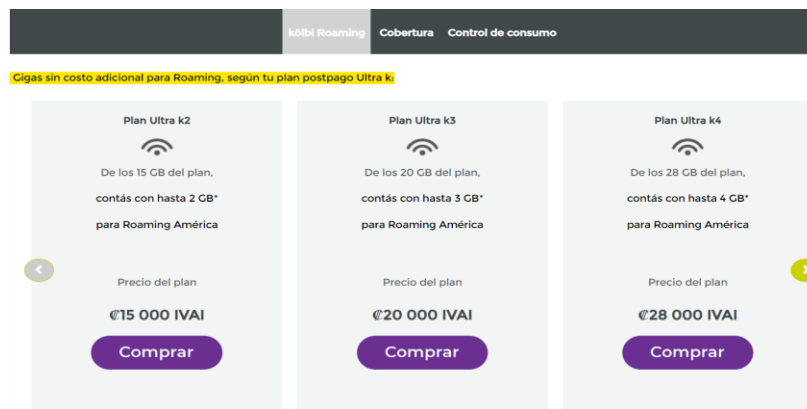 kölbi Roaming Cobertura Control de consumo
Gigas sin costo adicional para Roaming, según tu plan postpago Ultra
Plan Ultra k2
De los 15 GB del plan,
contás con hasta 2 GB*
para Roaming América
Precio del plan
₡15 000 IVAI
Comprar
Plan Ultra k3
De los 20 GB del plan,
contás con hasta 3 GB*
para Roaming América
Precio del plan
₡20 000 IVAI
Comprar
Plan Ultra k4
De los 28 GB del plan,
contás con hasta 4 GB*
para Roaming América
Precio del plan
₡28 000 IVAI
Comprar